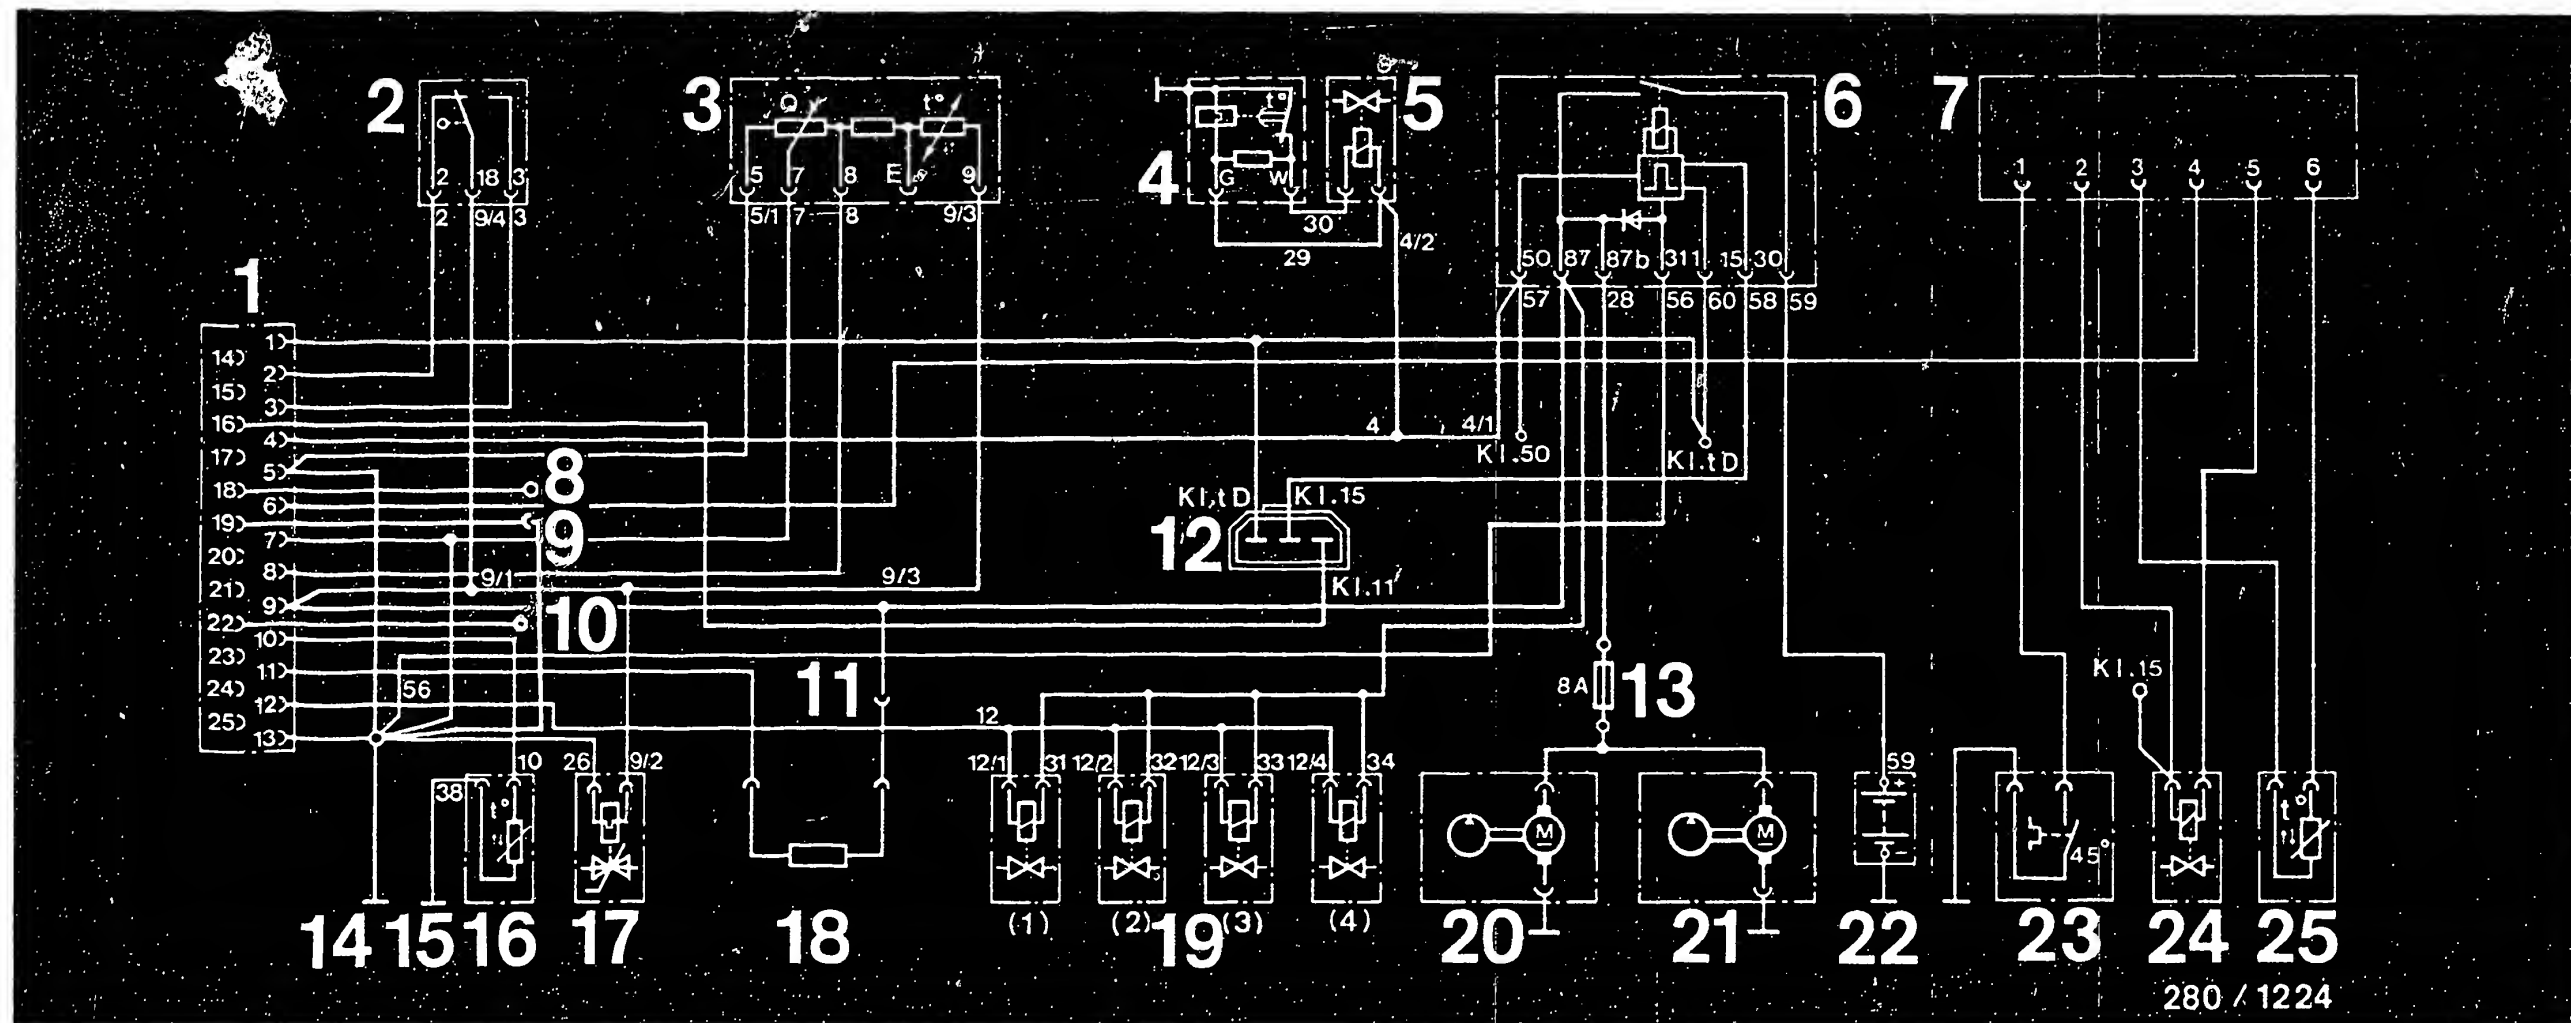 2 3 4 5 6 7
Q t° t°
2 18 3 5 7 8 E 9 G W 1 2 3 4 5 6
2 9/4 3 5/1 7 8 9/3 30
4/2
29
50 87 87b 311 15 30
57 28 56 60 58 59
1
1
14
2
15
3
16
4 4 4/1
17
5
18 8
6
19 9
7
20
8
21 9/1 9/3
9
22 10
10
23
11
24 56
12
25
13
Kl.50 Kl.tD
Kl.tD Kl.15
12
Kl.11
11 8A 13 Kl.15
12
10 26 9/2 12/1 31 12/2 32 12/3 33 12/4 34 59
38 t° + t°
M M
45°
-
(1) (2) (3) (4)
14 15 16 17 18 19 20 21 22 23 24 25
280/1224